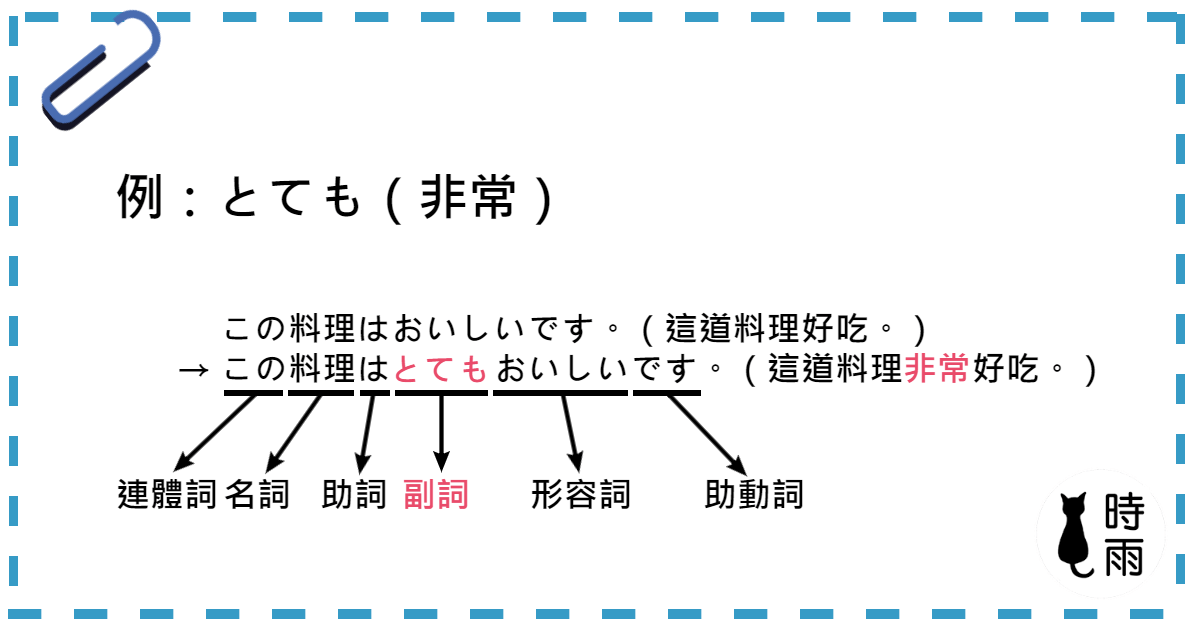 例：とても（非常）
この料理はおいしいです。（這道料理好吃。）
→ この料理はとてもおいしいです。（這道料理非常好吃。）
連體詞 名詞 助詞 副詞 形容詞 助動詞
時雨